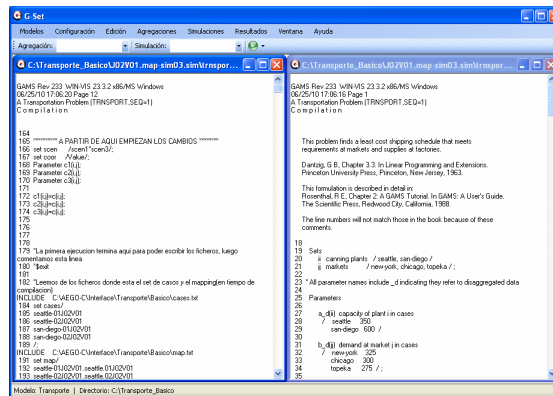 G-Set
Modelos Configuración Edición Agregaciones Simulaciones Resultados Ventana Ayuda
Agregación: Simulación:
C:\Transporte_Basico\J02V01.map-sim03.sim\trnspor...
GAMS Rev 233 WIN-VIS 23.3.2 x86/MS Windows
06/25/10 17:06:20 Page 12
A Transportation Problem (TRNSPORT,SEQ=1)
C o m p i l a t i o n
164
165 ********** A PARTIR DE AQUI EMPIEZAN LOS CAMBIOS ********
166 set scen /scen1*scen3/;
167 set coor /Value/;
168 Parameter c1(i,j);
169 Parameter c2(i,j);
170 Parameter c3(i,j);
171
172 c1(i,j)=c(i,j);
173 c2(i,j)=c(i,j);
174 c3(i,j)=c(i,j);
175
176
177
178
179 *La primera ejecucion termina aqui para poder escribir los ficheros, luego
comentamos esta linea
180 *$exit
181
182 *Leemos de los ficheros donde esta el set de casos y el mapping(en tiempo de
compilacion)
INCLUDE C:\AEGO-C\Interface\Transporte\Basico\cases.txt
184 set cases/
185 seattle-01J02V01
186 seattle-02J02V01
187 san-diego-01J02V01
188 san-diego-02J02V01
189 /;
INCLUDE C:\AEGO-C\Interface\Transporte\Basico\map.txt
191 set map/
192 seattle-01J02V01.seattle.01J02V01
193 seattle-02J02V01.seattle.02J02V01
C:\Transporte_Basico\J02V01.map-sim03.sim\trnspor...
GAMS Rev 233 WIN-VIS 23.3.2 x86/MS Windows
06/25/10 17:06:16 Page 1
A Transportation Problem (TRNSPORT,SEQ=1)
C o m p i l a t i o n
This problem finds a least cost shipping schedule that meets
requirements at markets and supplies at factories.
Dantzig, G B, Chapter 3.3. In Linear Programming and Extensions.
Princeton University Press, Princeton, New Jersey, 1963.
This formulation is described in detail in:
Rosenthal, R E, Chapter 2: A GAMS Tutorial. In GAMS: A User's Guide.
The Scientific Press, Redwood City, California, 1988.
The line numbers will not match those in the book because of these
comments.
18
19 Sets
20 ii canning plants / seattle, san-diego /
21 jj markets / new-york, chicago, topeka / ;
22
23 * All parameter names include _d indicating they refer to disaggregated data
24
25 Parameters
26
27 a_d(ii) capacity of plant i in cases
28 / seattle 350
29 san-diego 600 /
30
31 b_d(jj) demand at market j in cases
32 / new-york 325
33 chicago 300
34 topeka 275 / ;
35
Modelo: Transporte | Directorio: C:\Transporte_Basico